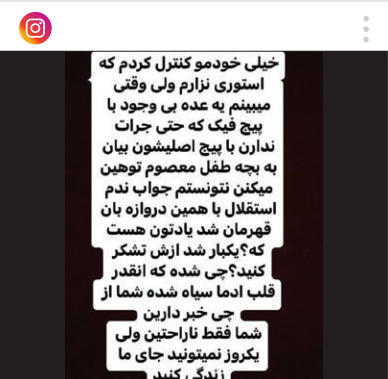 خیلی خودمو کنترل کردم که
استوری نزارم ولی وقتی
میبینم یه عده بی وجود با
پیج فیک که حتی جرات
ندارن با پیج اصلیشون بیان
به بچه طفل معصوم توهین
میکنن نتونستم جواب ندم
استقلال با همین دروازه بان
قهرمان شد یادتون هست
که؟یکبار شد ازش تشکر
کنید؟چی شده که انقدر
قلب ادما سیاه شده شما از
چی خبر دارین
شما فقط ناراحتین ولی
یکروز نمیتونید جای ما
زندگی کنید